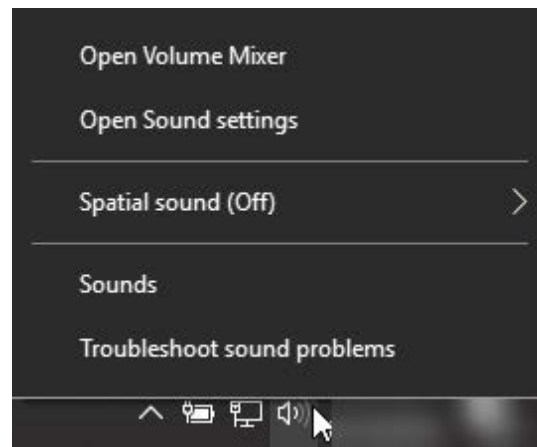 Open Volume Mixer
Open Sound settings
Spatial sound (Off)
Sounds
Troubleshoot sound problems